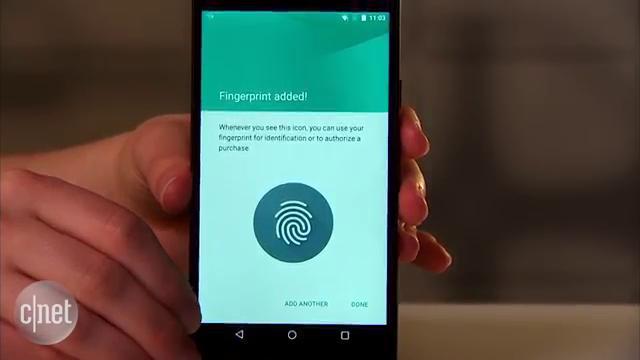 11:03
Fingerprint added!
Whenever you see this icon, you can use your
fingerprint for identification or to authorize a
purchase.
ADD ANOTHER DONE
c|net